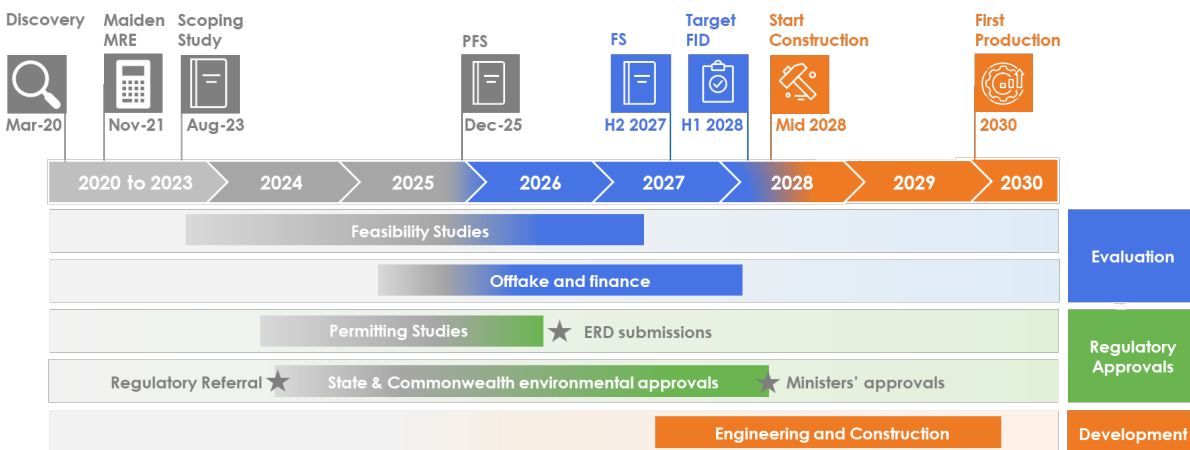 Discovery
Maiden
MRE
Scoping
Study
PFS
FS
Target
FID
Start
Construction
First
Production
Mar-20
Nov-21
Aug-23
Dec-25
H2 2027
H1 2028
Mid 2028
2030
2020 to 2023
2024
2025
2026
2027
2028
2029
2030
Feasibility Studies
Offtake and finance
Evaluation
Permitting Studies
ERD submissions
Regulatory Referral
State & Commonwealth environmental approvals
Ministers’ approvals
Regulatory
Approvals
Engineering and Construction
Development